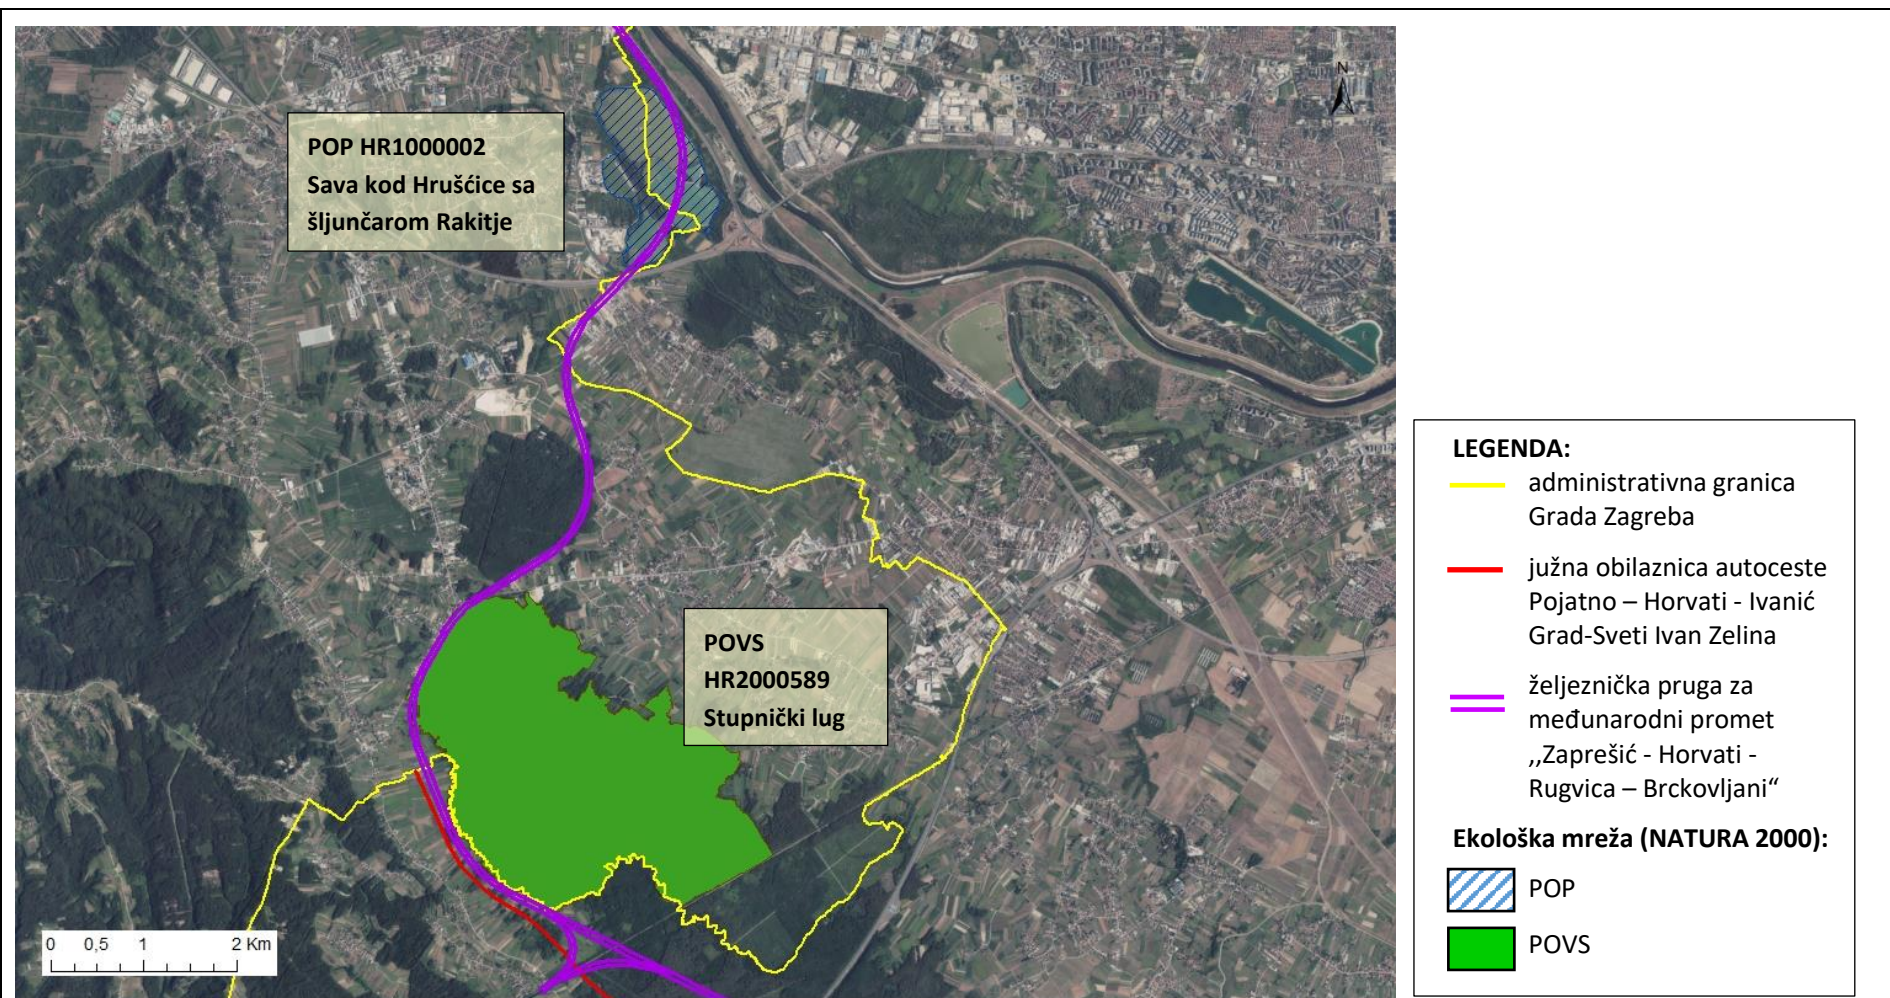 N
POP HR1000002
Sava kod Hrušćice sa
šljunčarom Rakitje
POVS
HR2000589
Stupnički lug
0 0,5 1 2 Km
LEGENDA:
administrativna granica
Grada Zagreba
južna obilaznica autoceste
Pojatno – Horvati - Ivanić
Grad-Sveti Ivan Zelina
željeznička pruga za
međunarodni promet
,,Zaprešić - Horvati -
Rugvica – Brckovljani“
Ekološka mreža (NATURA 2000):
POP
POVS